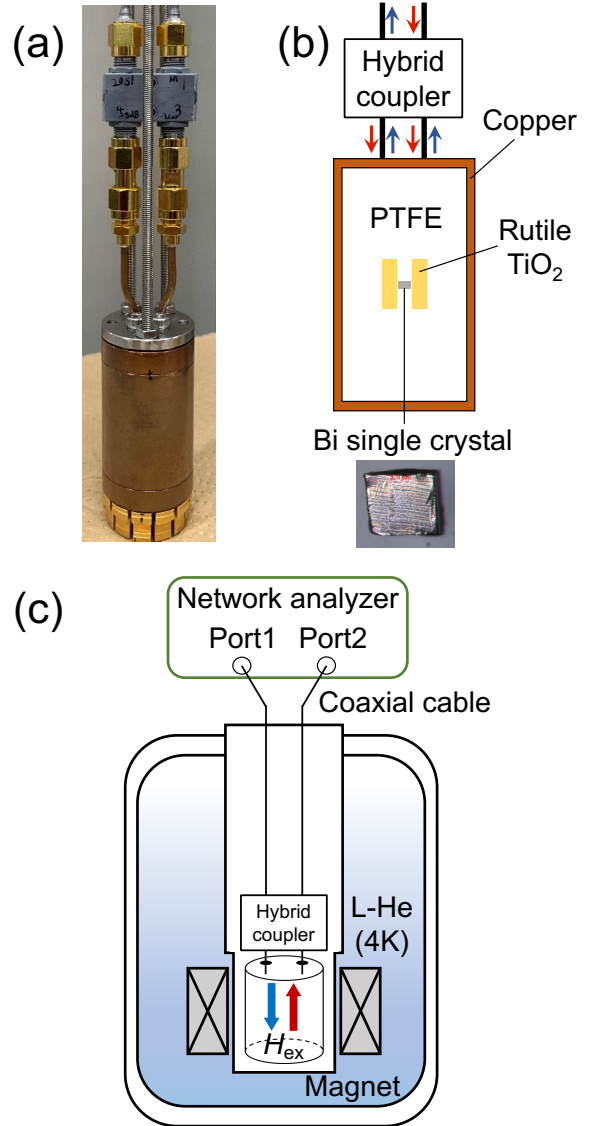 (a)
(b)
Hybrid
coupler
Copper
PTFE
Rutile
TiO₂
Bi single crystal
(c)
Network analyzer
Port1 Port2
Coaxial cable
Hybrid
coupler
L-He
(4K)
Hex
Magnet